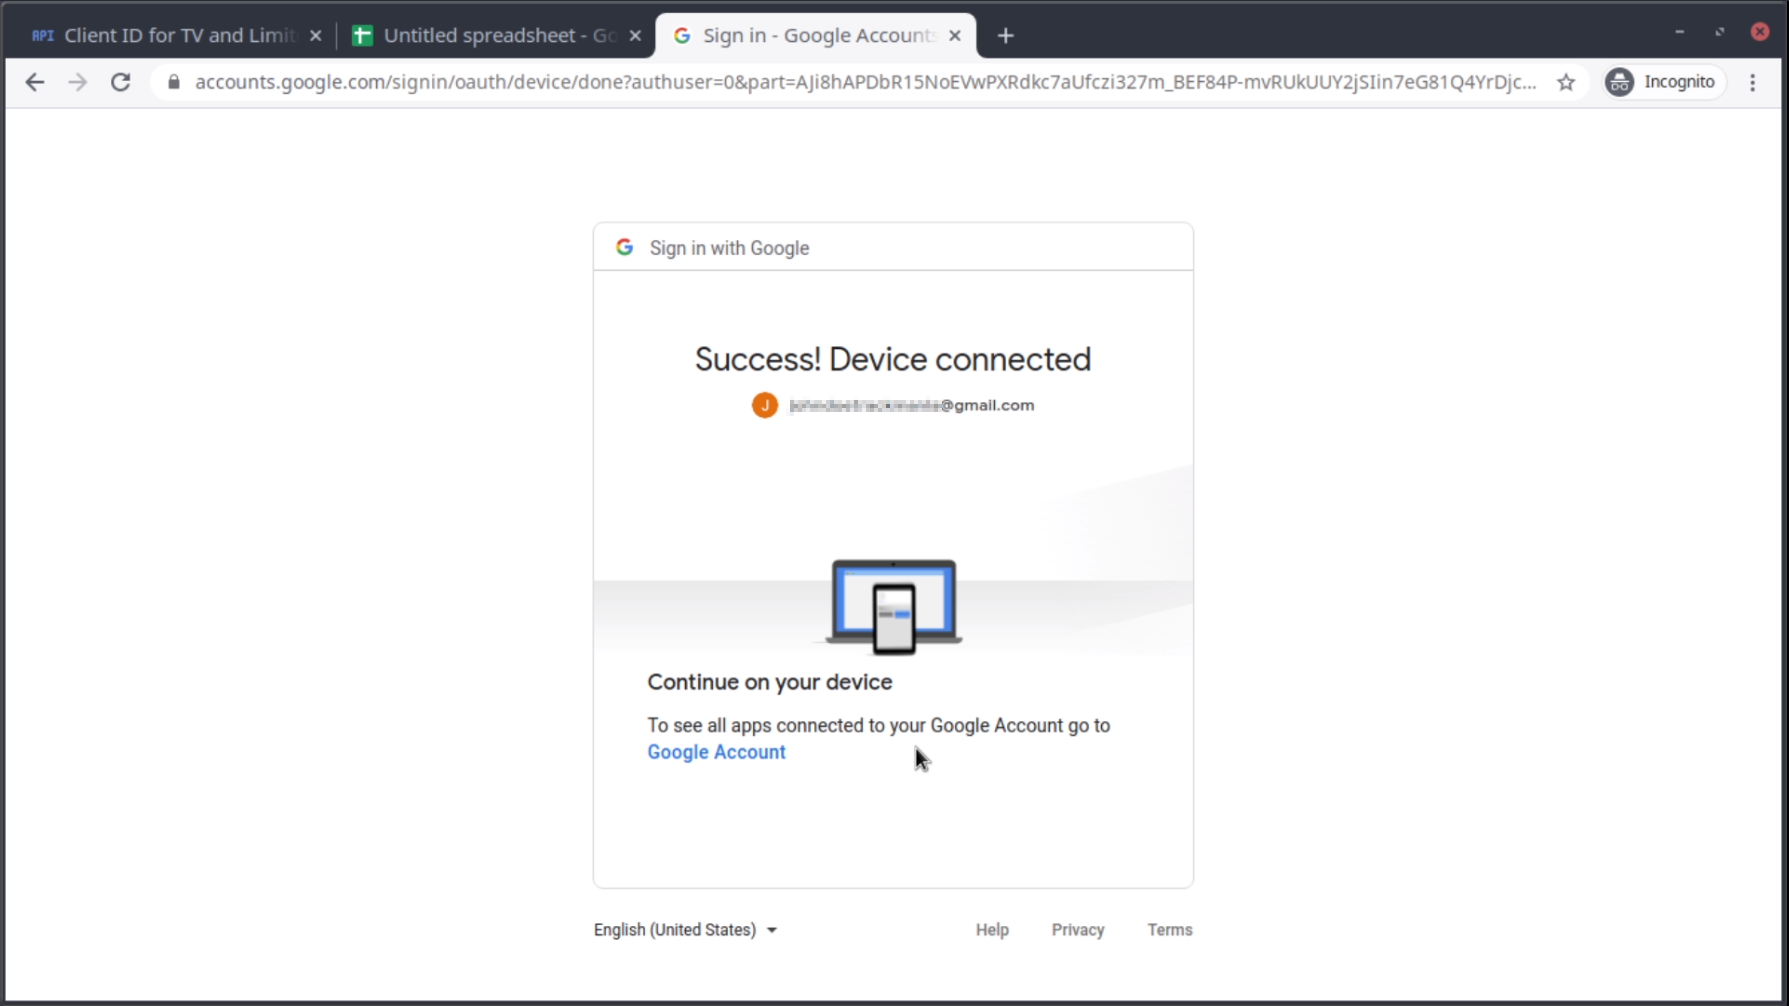 API Client ID for TV and Limit
Untitled spreadsheet - Go
Sign in - Google Accounts
accounts.google.com/signin/oauth/device/done?authuser=0&part=AJi8hAPDbR15NoEVwPXRdkc7aUfczi327m_BEF84P-mvRUkUUY2jSIin7eG81Q4YrDjc...
Incognito
Sign in with Google
Success! Device connected
J
@gmail.com
Continue on your device
To see all apps connected to your Google Account go to
Google Account
English (United States)
Help
Privacy
Terms